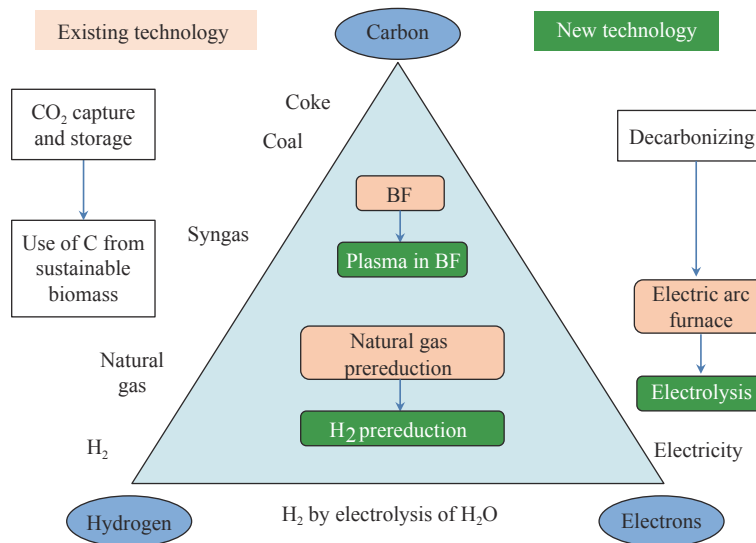 Existing technology
Carbon
New technology
CO₂ capture
and storage
Use of C from
sustainable
biomass
Coke
Coal
Syngas
Natural
gas
H₂
BF
Plasma in BF
Natural gas
prereduction
H₂ prereduction
Decarbonizing
Electric arc
furnace
Electrolysis
Electricity
Hydrogen
H₂ by electrolysis of H₂O
Electrons